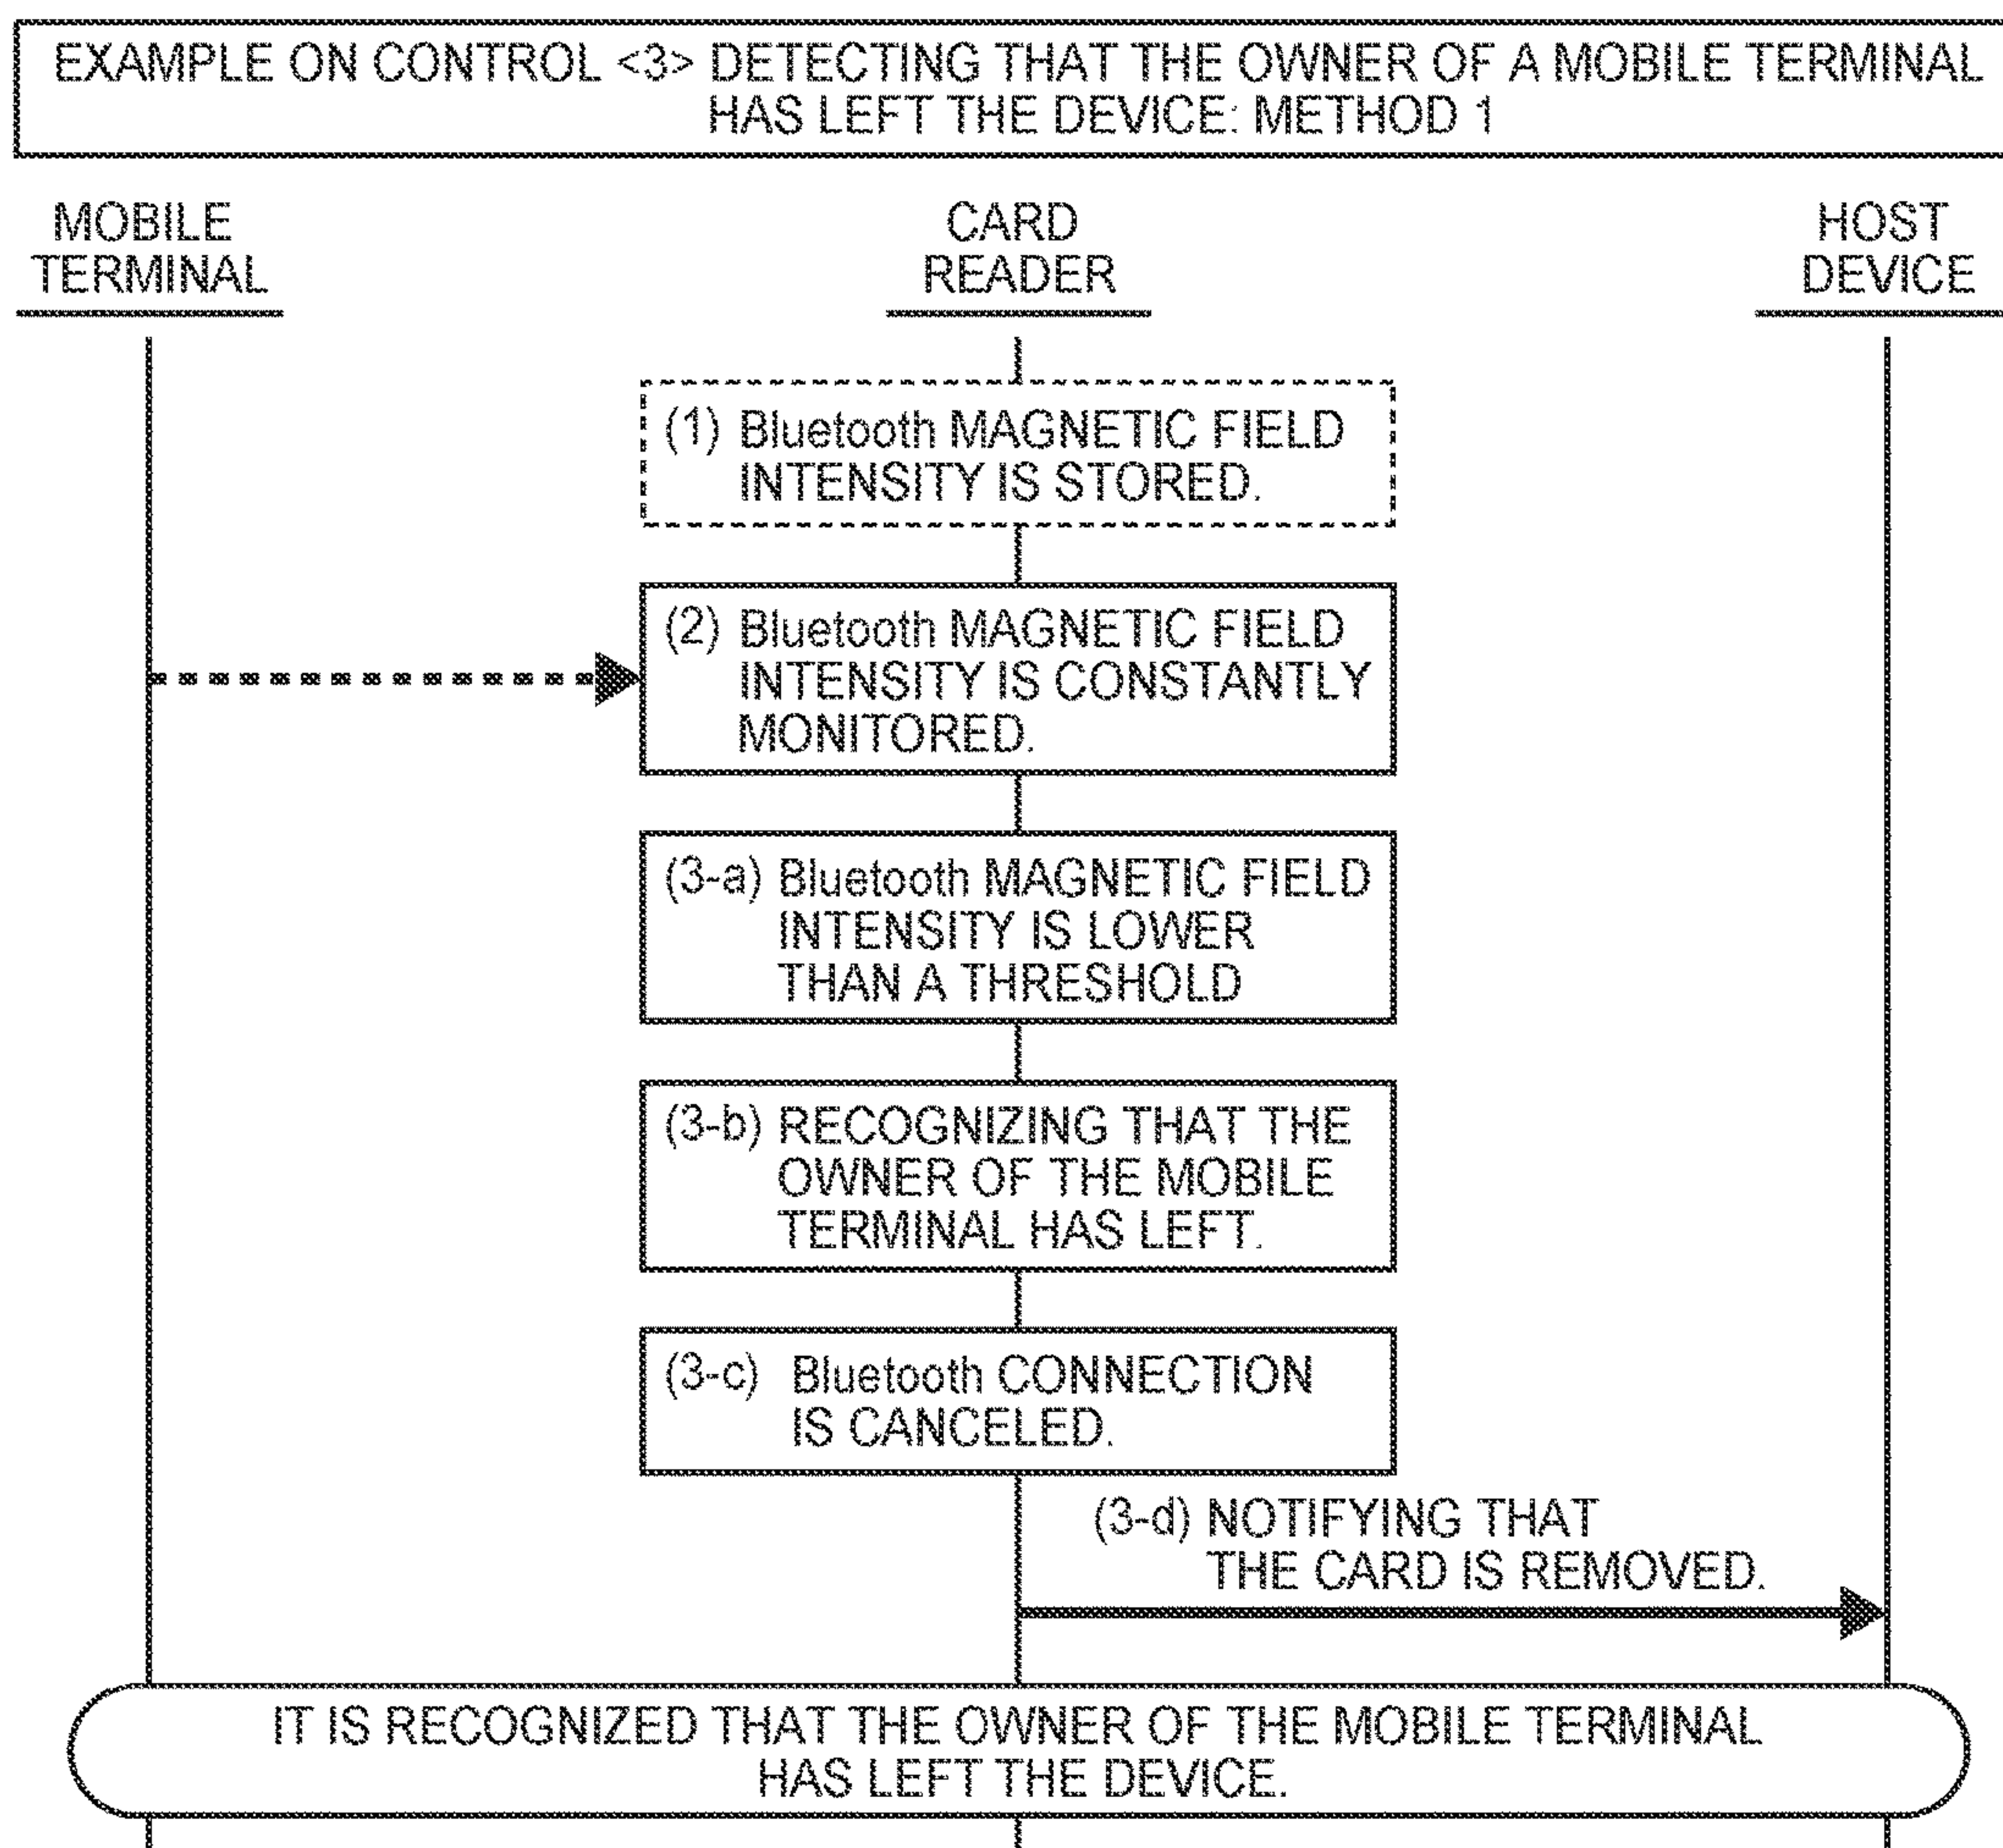 EXAMPLE ON CONTROL <3> DETECTING THAT THE OWNER OF A MOBILE TERMINAL
HAS LEFT THE DEVICE: METHOD 1
MOBILE
TERMINAL
CARD
READER
HOST
DEVICE
(1) Bluetooth MAGNETIC FIELD
INTENSITY IS STORED.
(2) Bluetooth MAGNETIC FIELD
INTENSITY IS CONSTANTLY
MONITORED.
(3-a) Bluetooth MAGNETIC FIELD
INTENSITY IS LOWER
THAN A THRESHOLD
(3-b) RECOGNIZING THAT THE
OWNER OF THE MOBILE
TERMINAL HAS LEFT.
(3-c) Bluetooth CONNECTION
IS CANCELED.
(3-d) NOTIFYING THAT
THE CARD IS REMOVED.
IT IS RECOGNIZED THAT THE OWNER OF THE MOBILE TERMINAL
HAS LEFT THE DEVICE.